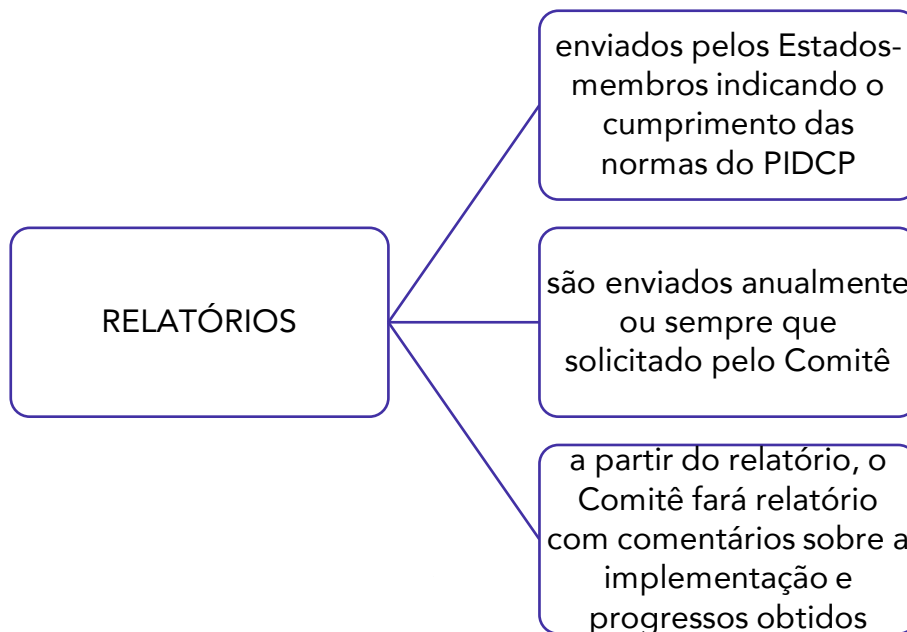 RELATÓRIOS
enviados pelos Estados-
membros indicando o
cumprimento das
normas do PIDCP
são enviados anualmente
ou sempre que
solicitado pelo Comitê
a partir do relatório, o
Comitê fará relatório
com comentários sobre a
implementação e
progressos obtidos